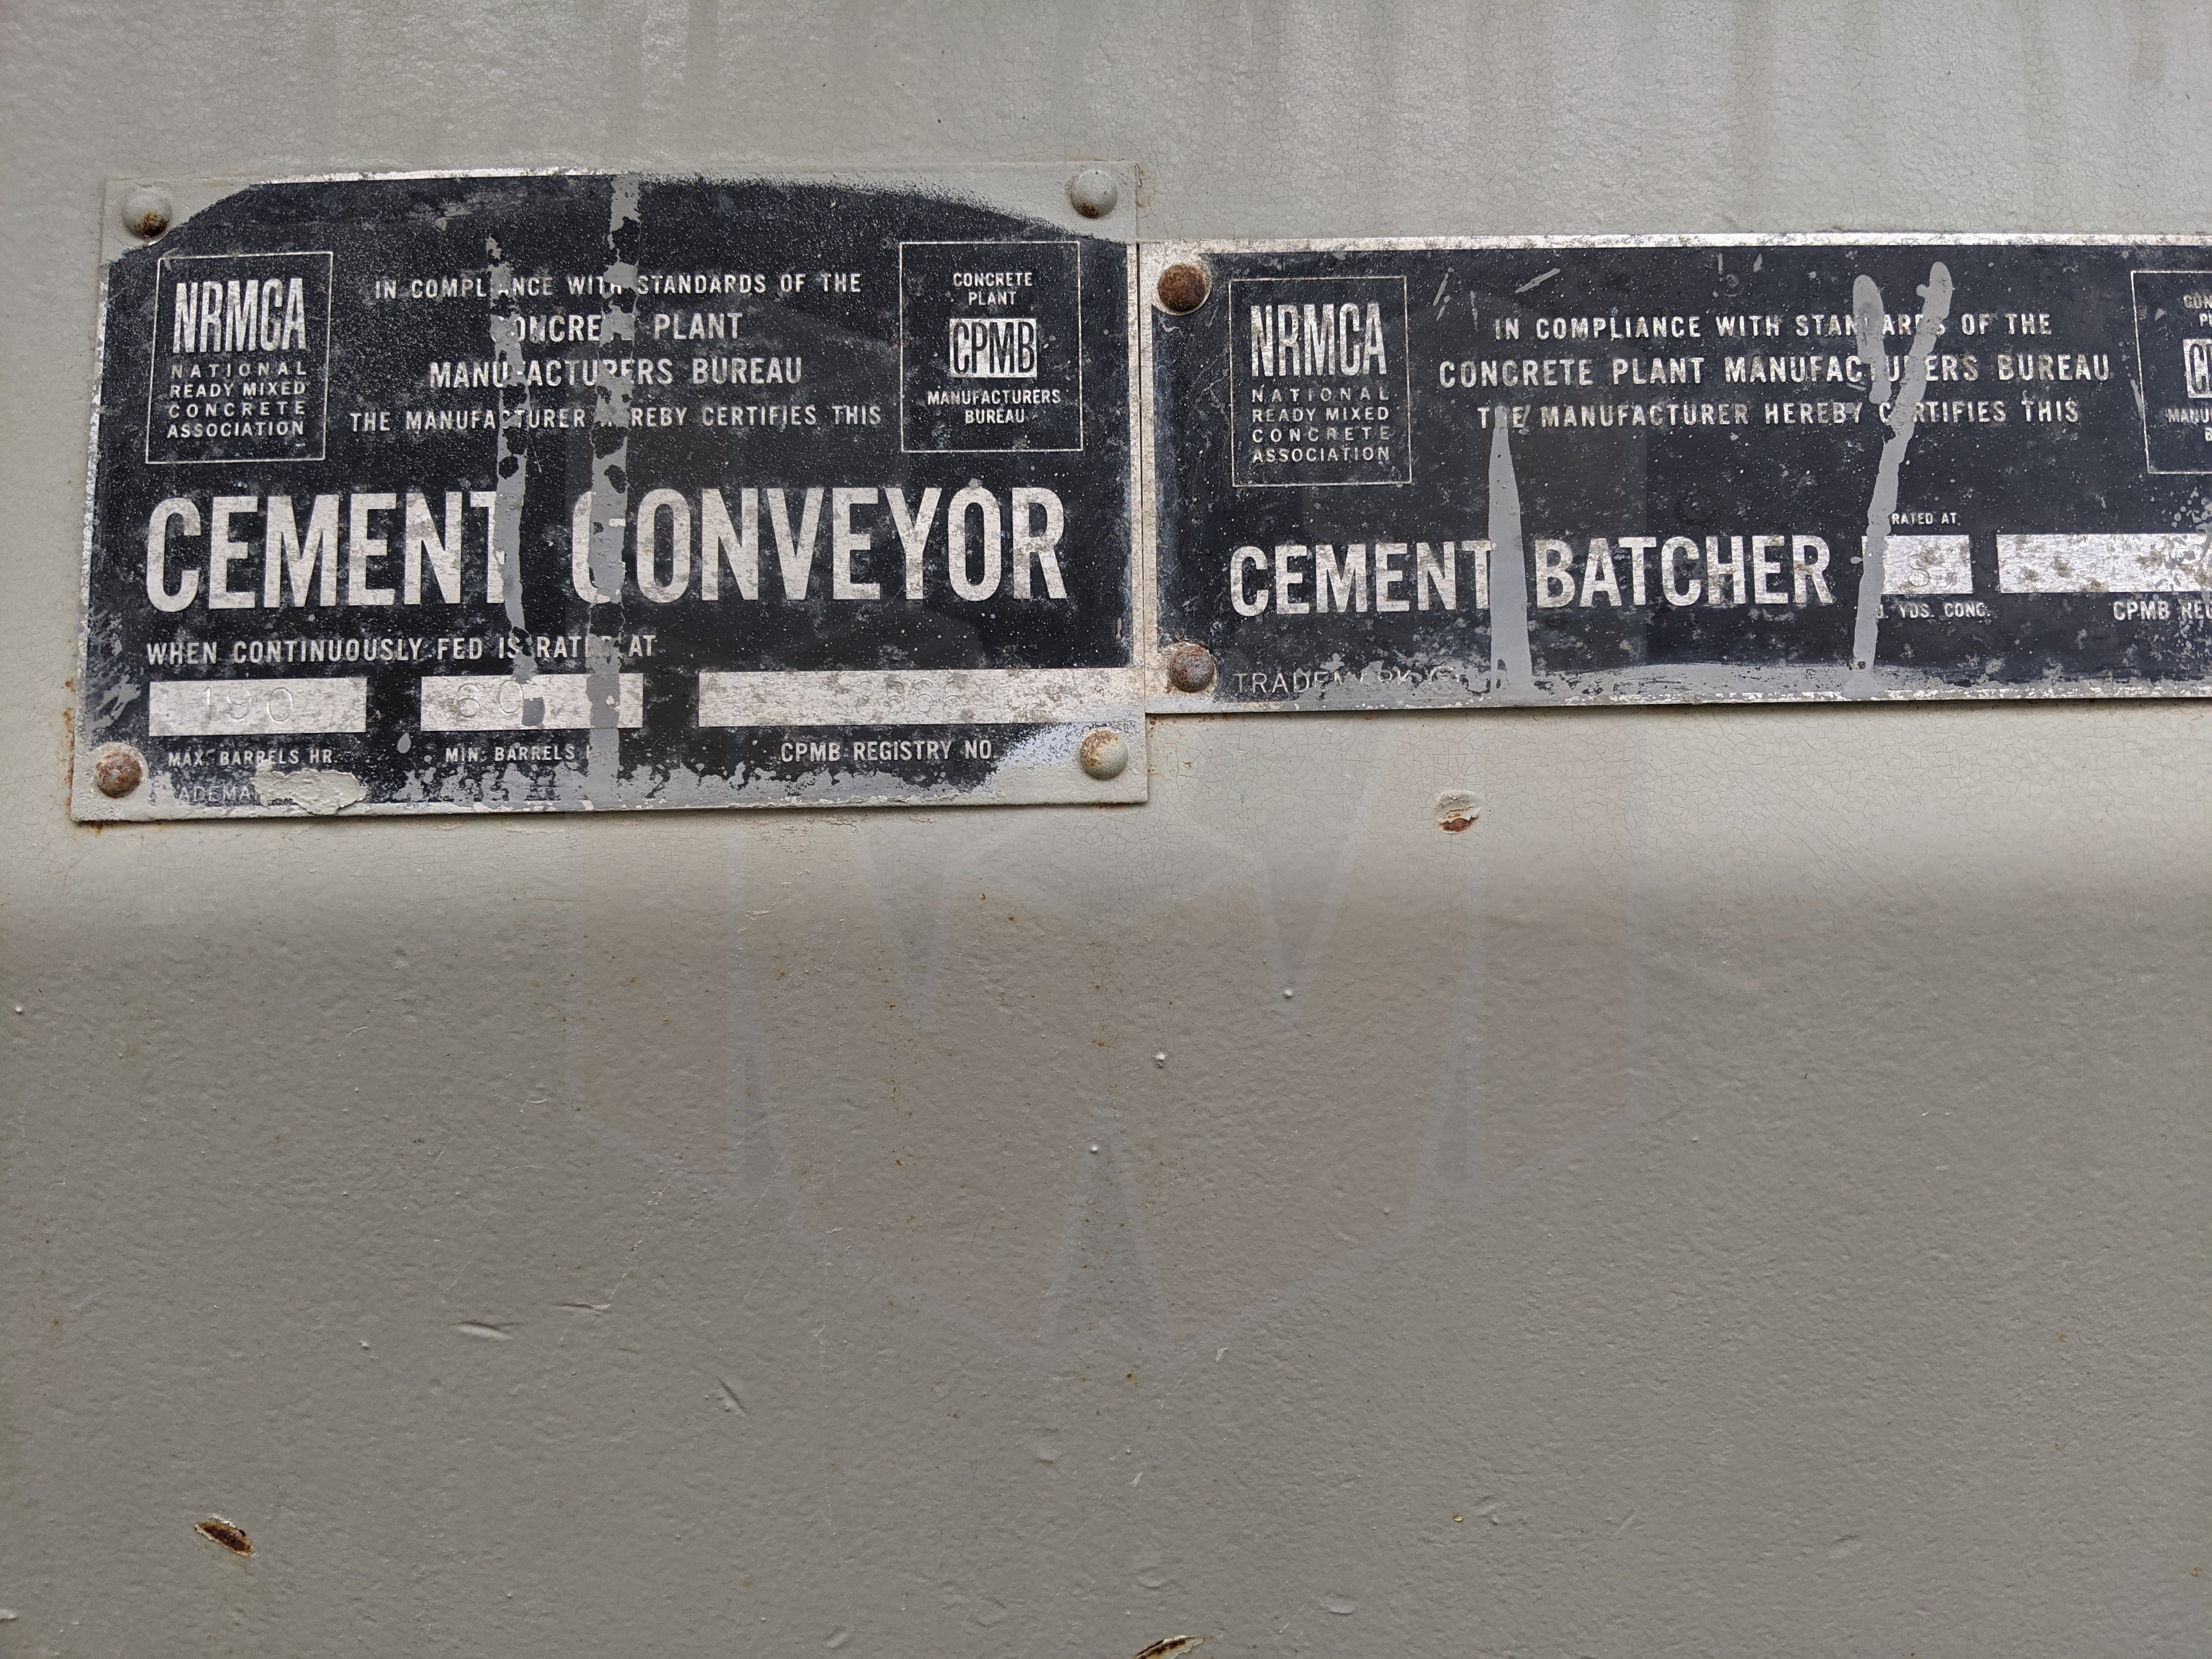 NRMCA
NATIONAL
READY MIXED
CONCRETE
ASSOCIATION
IN COMPLIANCE WITH STANDARDS OF THE
CONCRETE PLANT
MANUFACTURERS BUREAU
THE MANUFACTURER HEREBY CERTIFIES THIS
CONCRETE
PLANT
CPMB
MANUFACTURERS
BUREAU
CEMENT CONVEYOR
WHEN CONTINUOUSLY FED IS RATED AT
190 60
MAX. BARRELS HR. MIN. BARRELS
CPMB REGISTRY NO.
NRMCA
NATIONAL
READY MIXED
CONCRETE
ASSOCIATION
IN COMPLIANCE WITH STANDARDS OF THE
CONCRETE PLANT MANUFACTURERS BUREAU
THE MANUFACTURER HEREBY CERTIFIES THIS
CEMENT BATCHER
RATED AT
YDS. CONC.
CPMB
TRADEMARK